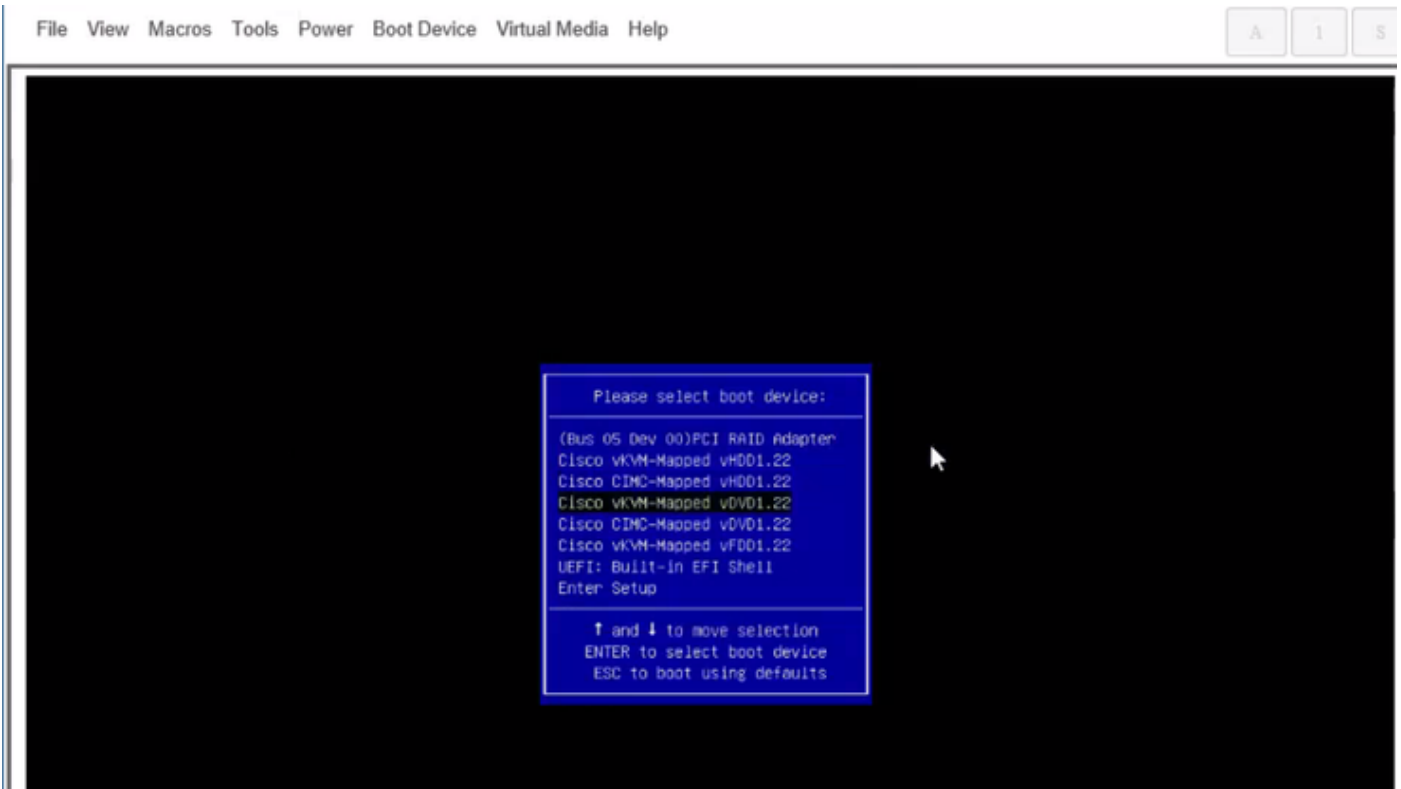 File View Macros Tools Power Boot Device Virtual Media Help A 1 S
Please select boot device:
(Bus 05 Dev 00)PCI RAID Adapter
Cisco vKVM-Mapped vHDD1.22
Cisco CIMC-Mapped vHDD1.22
Cisco vKVM-Mapped vDVD1.22
Cisco CIMC-Mapped vDVD1.22
Cisco vKVM-Mapped vFDD1.22
UEFI: Built-in EFI Shell
Enter Setup
↑ and ↓ to move selection
ENTER to select boot device
ESC to boot using defaults